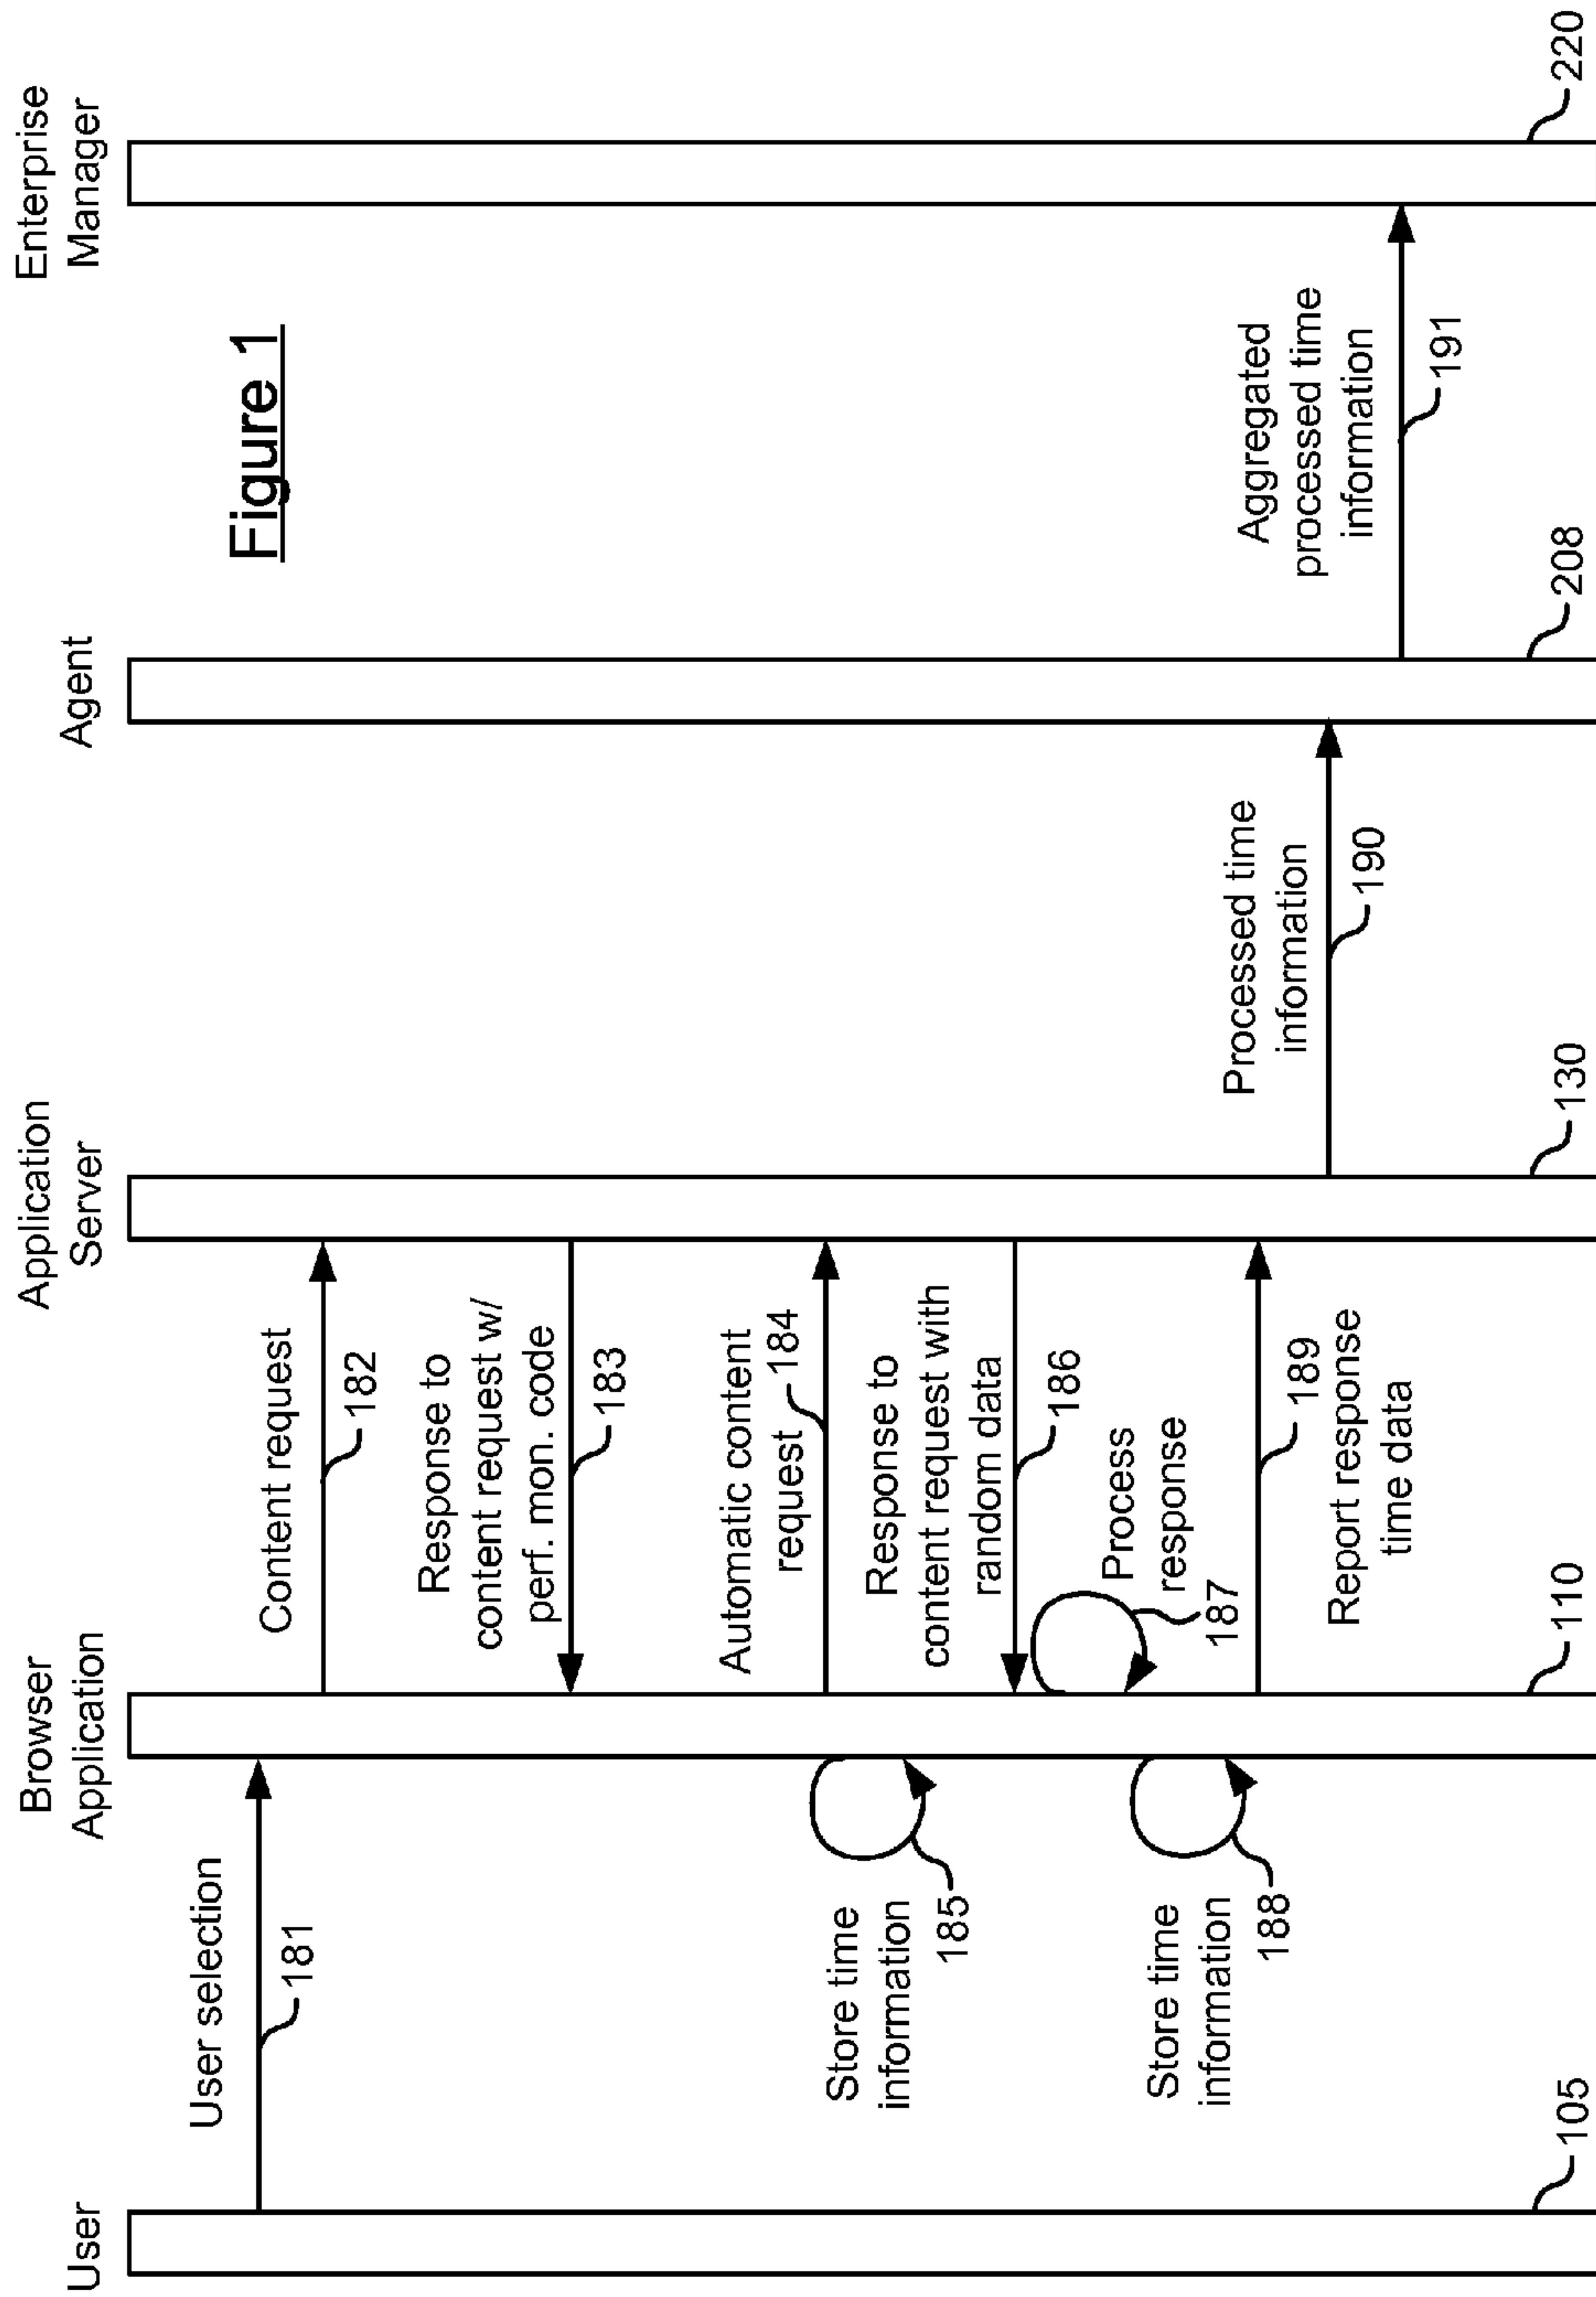 User
Browser
Application
Application
Server
Agent
Enterprise
Manager
Figure 1
User selection
181
Content request
182
Response to
content request w/
perf. mon. code
183
Automatic content
request
184
Store time
information
185
Response to
content request with
random data
186
Process
response
187
Store time
information
188
189
Report response
time data
Processed time
information
190
Aggregated
processed time
information
191
105
110
130
208
220